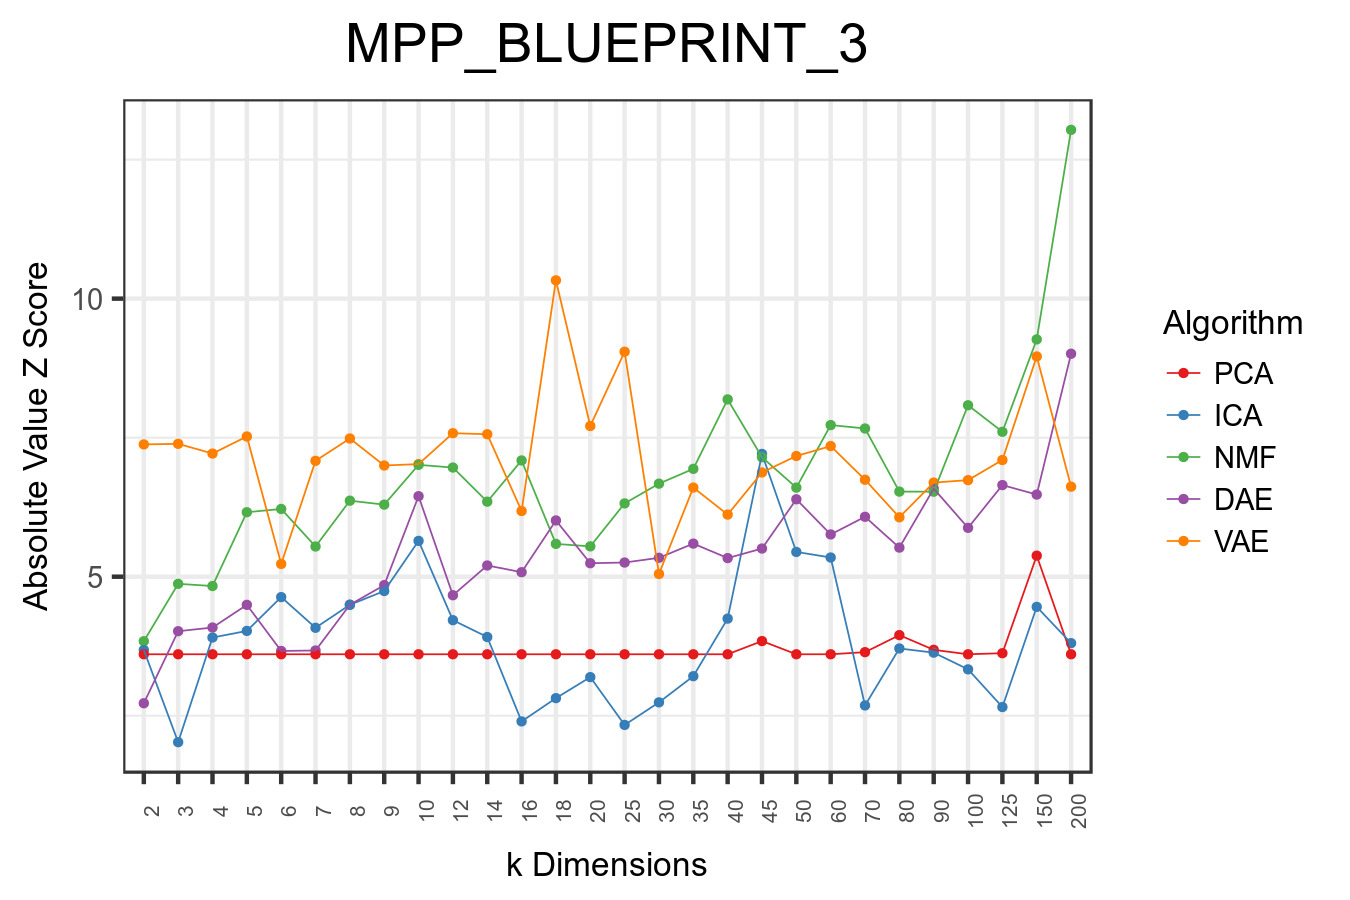 MPP_BLUEPRINT_3
Absolute Value Z Score
10
5
2 3 4 5 6 7 8 9 10 12 14 16 18 20 25 30 35 40 45 50 60 70 80 90 100 125 150 200
k Dimensions
Algorithm
PCA
ICA
NMF
DAE
VAE